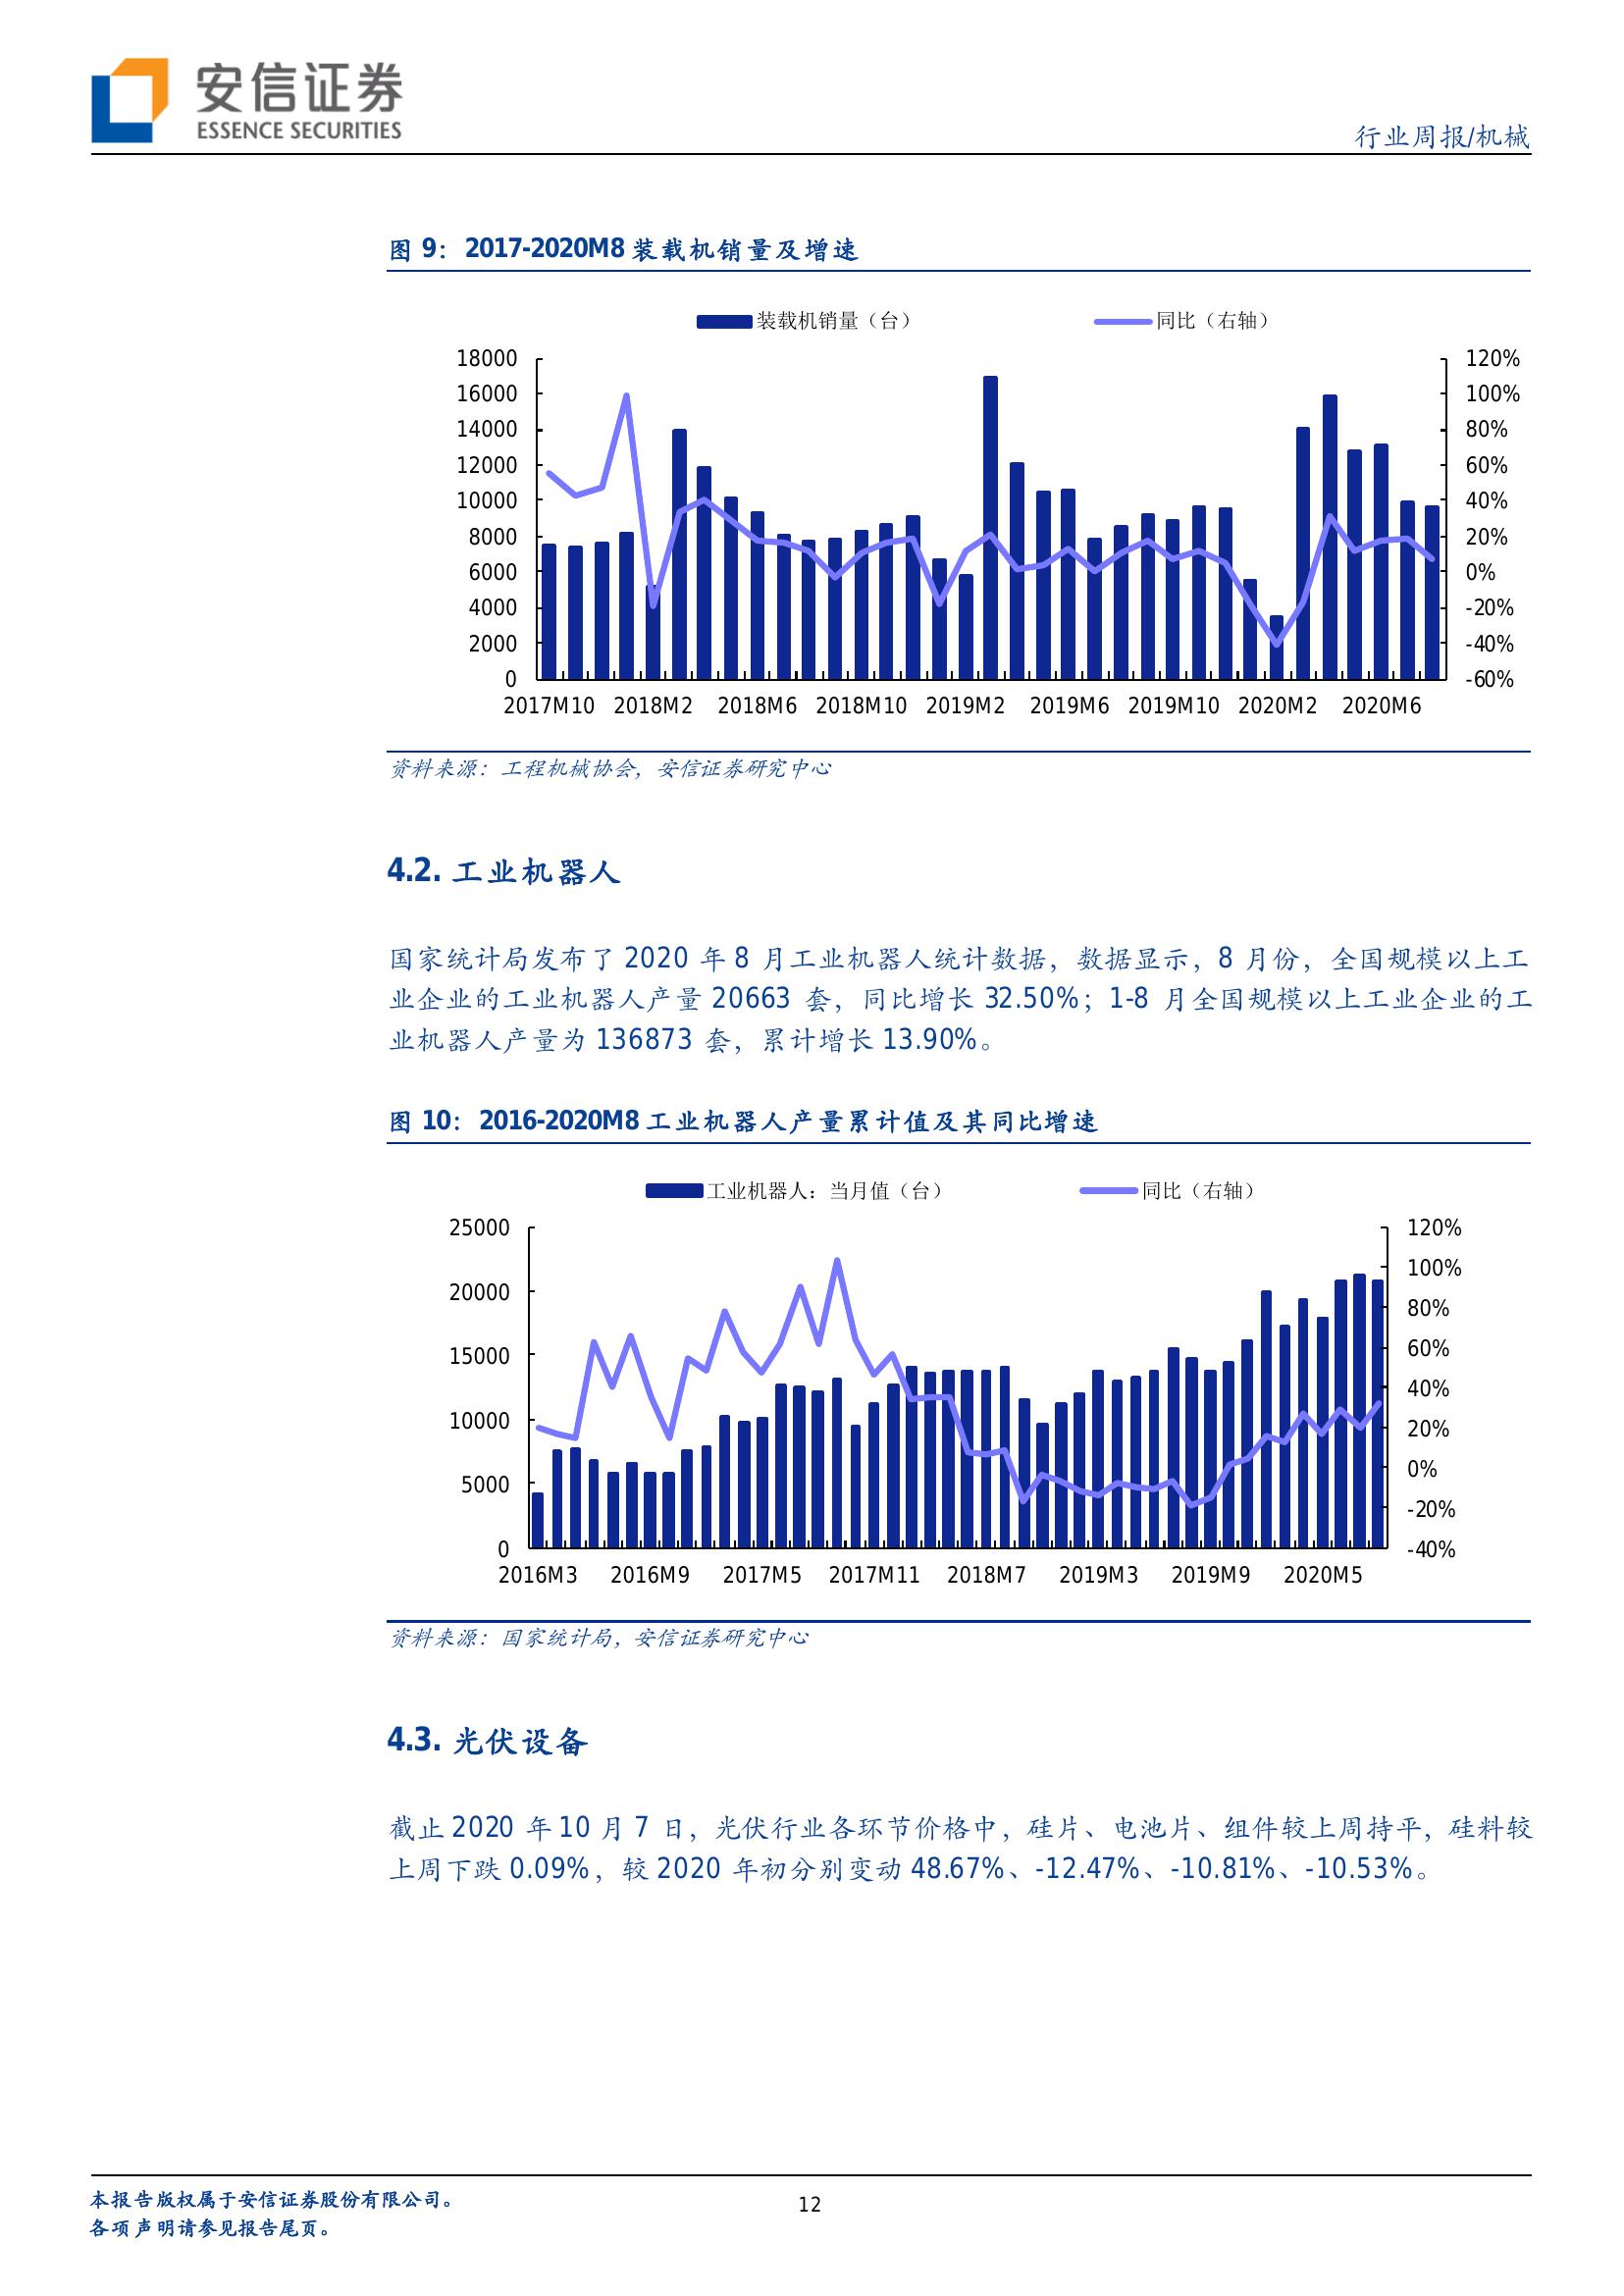 安信证券
ESSENCE SECURITIES
行业周报/机械
图 9：2017-2020M8 装载机销量及增速
装载机销量（台） 同比（右轴）
18000 120%
16000 100%
14000 80%
12000 60%
10000 40%
8000 20%
6000 0%
4000 -20%
2000 -40%
0 -60%
2017M10 2018M2 2018M6 2018M10 2019M2 2019M6 2019M10 2020M2 2020M6
资料来源：工程机械协会，安信证券研究中心
4.2. 工业机器人
国家统计局发布了 2020 年 8 月工业机器人统计数据，数据显示，8 月份，全国规模以上工
业企业的工业机器人产量 20663 套，同比增长 32.50%；1-8 月全国规模以上工业企业的工
业机器人产量为 136873 套，累计增长 13.90%。
图 10：2016-2020M8 工业机器人产量累计值及其同比增速
工业机器人：当月值（台） 同比（右轴）
25000 120%
100%
20000 80%
15000 60%
40%
10000 20%
5000 0%
-20%
0 -40%
2016M3 2016M9 2017M5 2017M11 2018M7 2019M3 2019M9 2020M5
资料来源：国家统计局，安信证券研究中心
4.3. 光伏设备
截止 2020 年 10 月 7 日，光伏行业各环节价格中，硅片、电池片、组件较上周持平，硅料较
上周下跌 0.09%，较 2020 年初分别变动 48.67%、-12.47%、-10.81%、-10.53%。
本报告版权属于安信证券股份有限公司。
12
各项声明请参见报告尾页。